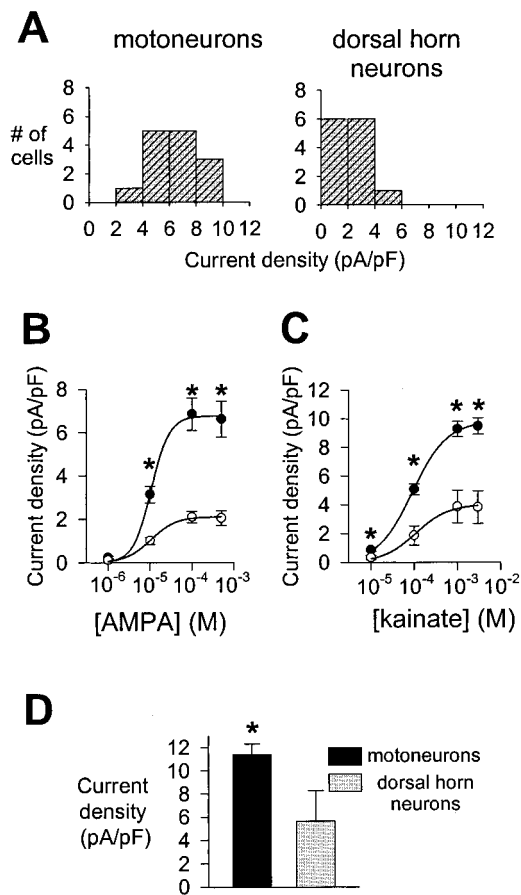 A
motoneurons
dorsal horn
neurons
# of
cells
8
6
4
2
0
8
6
4
2
0
0 2 4 6 8 10 12
0 2 4 6 8 10 12
Current density (pA/pF)
B
Current density (pA/pF)
8
6
4
2
0
* * *
10-6 10-5 10-4 10-3
[AMPA] (M)
C
Current density (pA/pF)
12
10
8
6
4
2
0
* * * *
10-5 10-4 10-3 10-2
[kainate] (M)
D
Current
density
(pA/pF)
12
10
8
6
4
2
0
*
motoneurons
dorsal horn
neurons